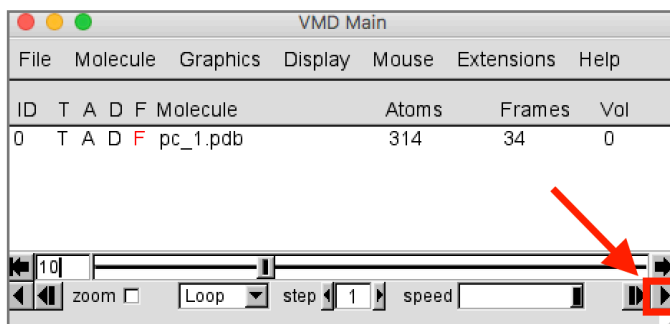 VMD Main
File Molecule Graphics Display Mouse Extensions Help
ID T A D F Molecule Atoms Frames Vol
0 T A D F pc_1.pdb 314 34 0
10
zoom Loop step 1 speed